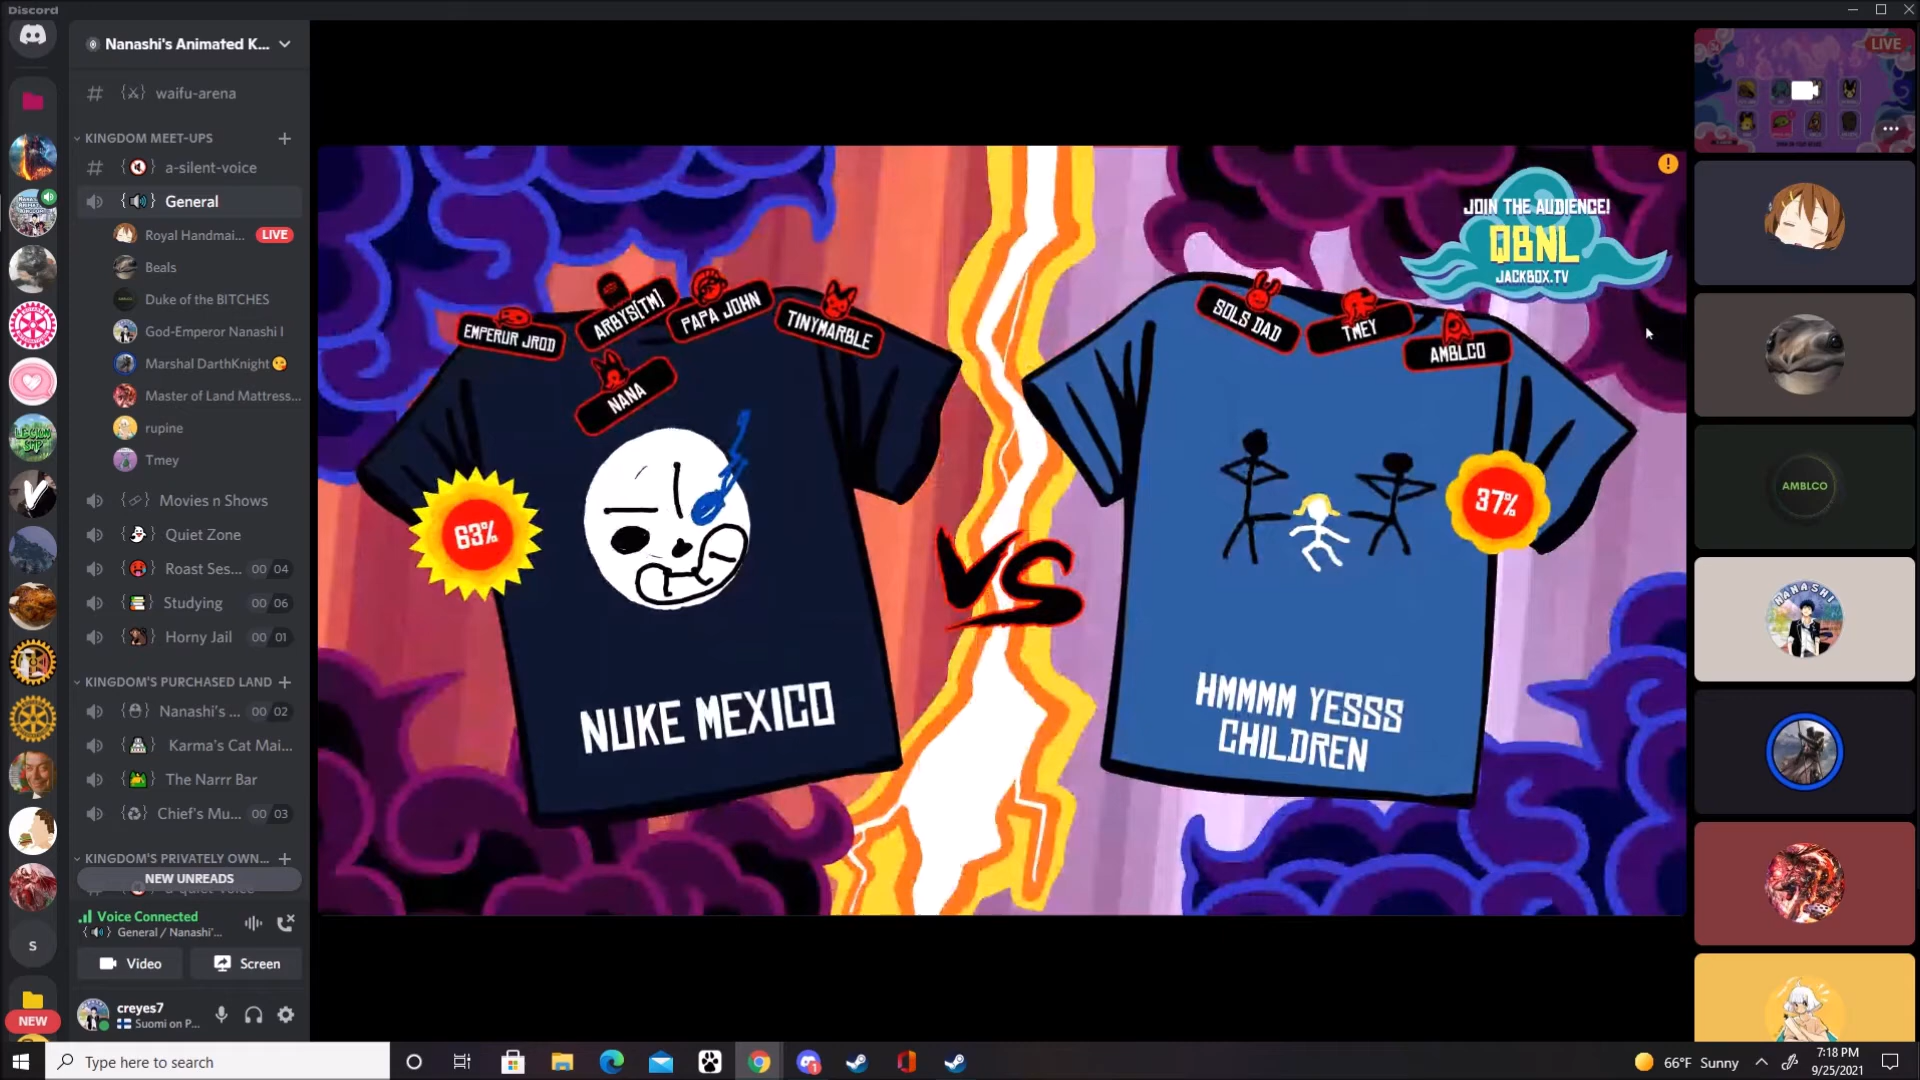 Discord
Nanashi's Animated K...
waifu-arena
KINGDOM MEET-UPS
a-silent-voice
General
Royal Handmai... LIVE
Beals
Duke of the BITCHES
God-Emperor Nanashi I
Marshal DarthKnight
Master of Land Mattress...
rupine
Tmey
Movies n Shows
Quiet Zone
Roast Ses... 00 04
Studying 00 06
Horny Jail 00 01
KINGDOM'S PURCHASED LAND
Nanashi's ... 00 02
Karma's Cat Mai...
The Narrr Bar
Chief's Mu... 00 03
KINGDOM'S PRIVATELY OWN...
NEW UNREADS
Voice Connected
General / Nanashi'...
Video
Screen
creyes7
Suomi on P...
S
NEW
EMPERUR JROD
ARBYS[TM]
PAPA JOHN
TINYMARBLE
NANA
63%
NUKE MEXICO
VS
SOLS DAD
TMEY
AMBLCO
37%
HMMMM YESSS
CHILDREN
JOIN THE AUDIENCE!
QBNL
JACKBOX.TV
LIVE
AMBLCO
NANASHI
Type here to search
66°F Sunny
7:18 PM
9/25/2021